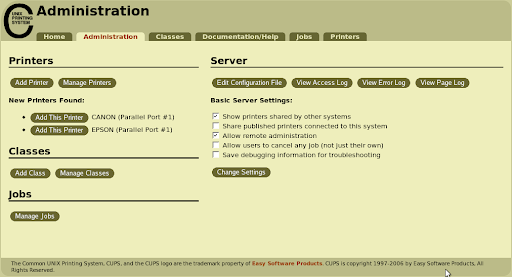 UNIX
PRINTING
SYSTEM
Administration
Home Administration Classes Documentation/Help Jobs Printers
Printers
Add Printer Manage Printers
New Printers Found:
Add This Printer CANON (Parallel Port #1)
Add This Printer EPSON (Parallel Port #1)
Classes
Add Class Manage Classes
Jobs
Manage Jobs
Server
Edit Configuration File View Access Log View Error Log View Page Log
Basic Server Settings:
Show printers shared by other systems
Share published printers connected to this system
Allow remote administration
Allow users to cancel any job (not just their own)
Save debugging information for troubleshooting
Change Settings
The Common UNIX Printing System, CUPS, and the CUPS logo are the trademark property of Easy Software Products. CUPS is copyright 1997-2006 by Easy Software Products, All
Rights Reserved.